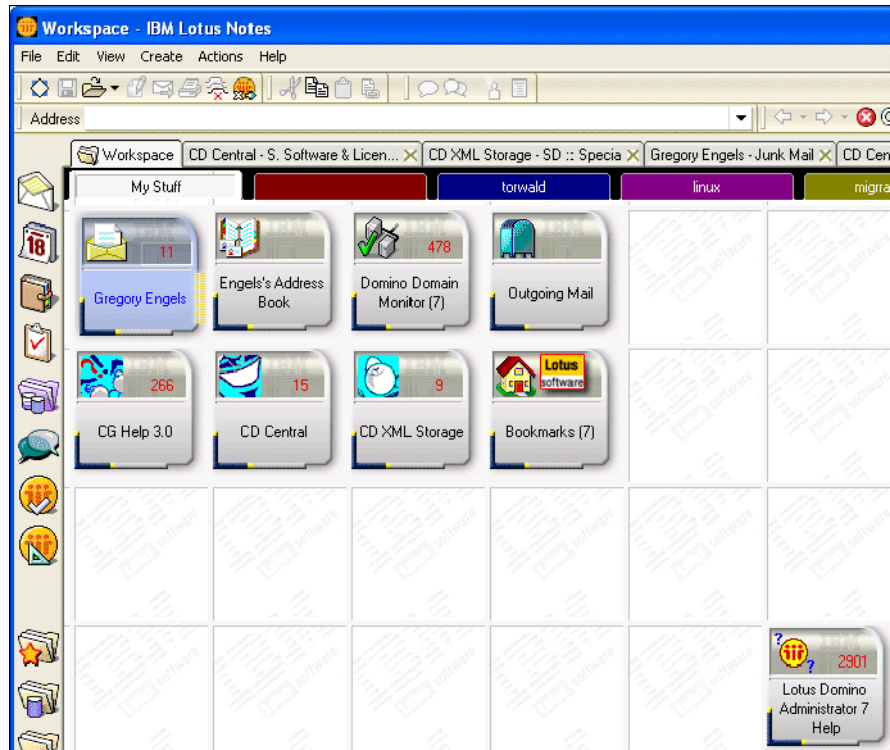 Workspace - IBM Lotus Notes
File Edit View Create Actions Help
Address
Workspace CD Central - S. Software & Licen... CD XML Storage - SD :: Specia Gregory Engels - Junk Mail CD Cen
My Stuff torwald linux migrra
11 478
18
Gregory Engels
Engels's Address
Book
Domino Domain
Monitor (7)
Outgoing Mail
266 15 9 Lotus
software
CG Help 3.0 CD Central CD XML Storage Bookmarks (7)
2901
Lotus Domino
Administrator 7
Help